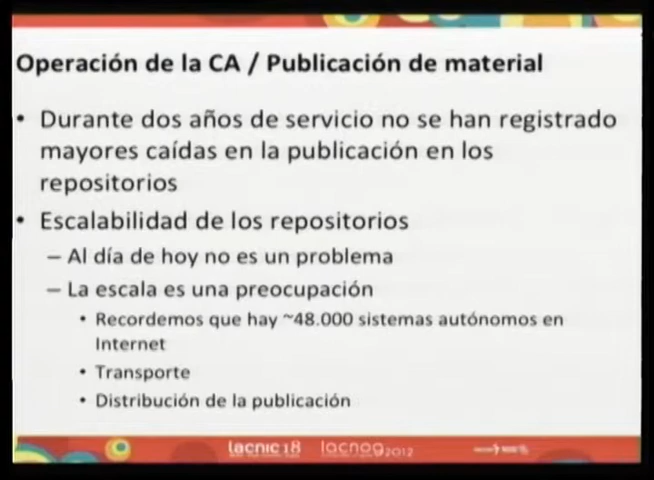 Operación de la CA / Publicación de material
• Durante dos años de servicio no se han registrado
mayores caídas en la publicación en los
repositorios
• Escalabilidad de los repositorios
– Al día de hoy no es un problema
– La escala es una preocupación
• Recordemos que hay ~48.000 sistemas autónomos en
Internet
• Transporte
• Distribución de la publicación
lacnic 18 lacnog2012